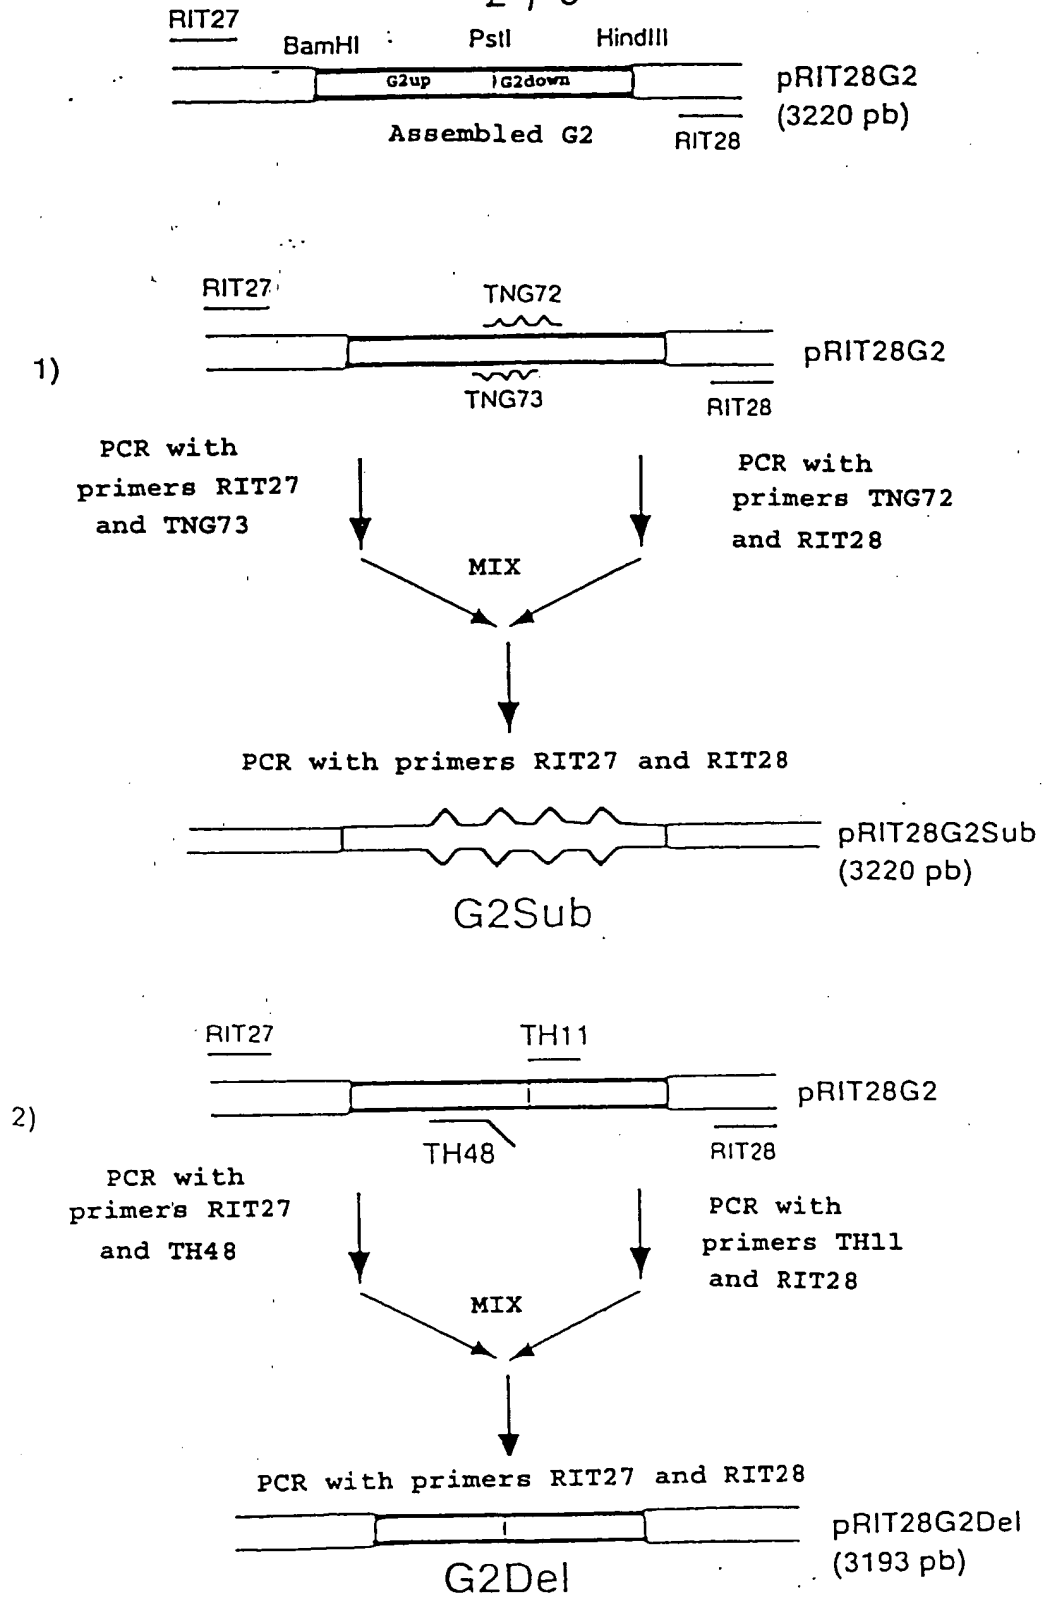 RIT27
BamHI
PstI
HindIII
G2up
G2down
pRIT28G2
(3220 pb)
Assembled G2
RIT28
1)
RIT27
TNG72
pRIT28G2
TNG73
RIT28
PCR with
primers RIT27
and TNG73
PCR with
primers TNG72
and RIT28
MIX
PCR with primers RIT27 and RIT28
pRIT28G2Sub
(3220 pb)
G2Sub
2)
RIT27
TH11
pRIT28G2
TH48
RIT28
PCR with
primers RIT27
and TH48
PCR with
primers TH11
and RIT28
MIX
PCR with primers RIT27 and RIT28
pRIT28G2Del
(3193 pb)
G2Del